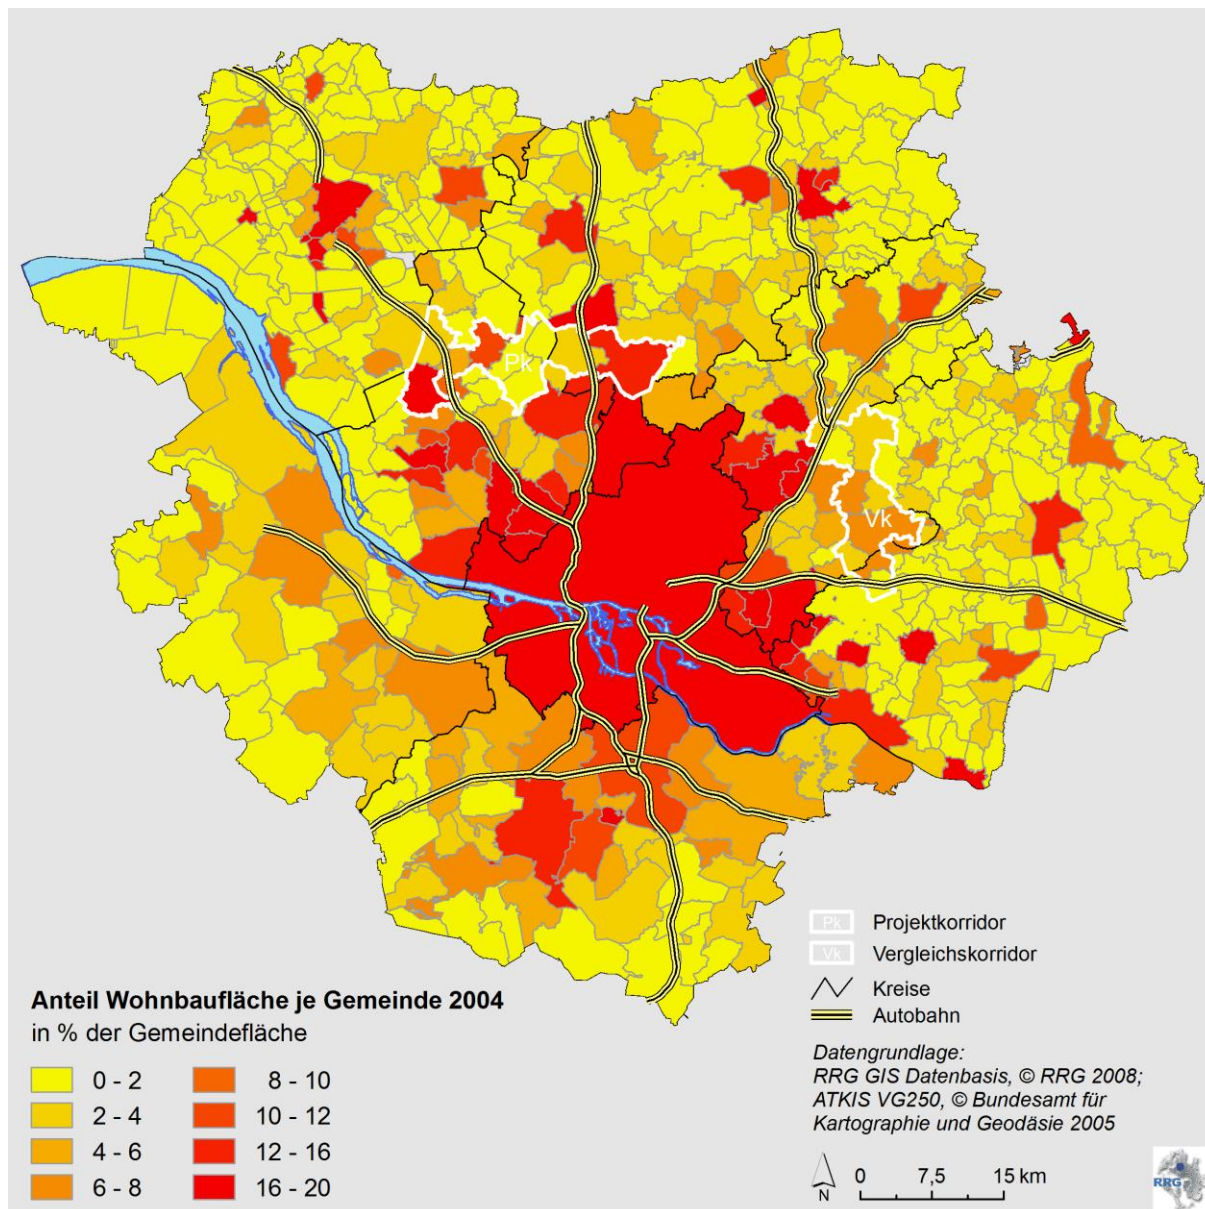 Pk
Vk
Pk Projektkorridor
Vk Vergleichskorridor
Kreise
Autobahn
Anteil Wohnbaufläche je Gemeinde 2004
in % der Gemeindefläche
0 - 2
2 - 4
4 - 6
6 - 8
8 - 10
10 - 12
12 - 16
16 - 20
Datengrundlage:
RRG GIS Datenbasis, © RRG 2008;
ATKIS VG250, © Bundesamt für
Kartographie und Geodäsie 2005
N
0 7,5 15 km
RRG